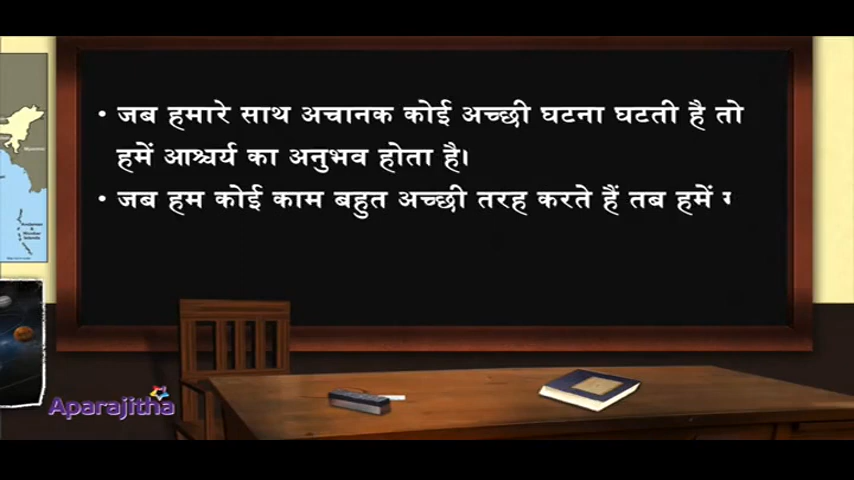 • जब हमारे साथ अचानक कोई अच्छी घटना घटती है तो
हमें आश्चर्य का अनुभव होता है।
• जब हम कोई काम बहुत अच्छी तरह करते हैं तब हमें
Aparajitha